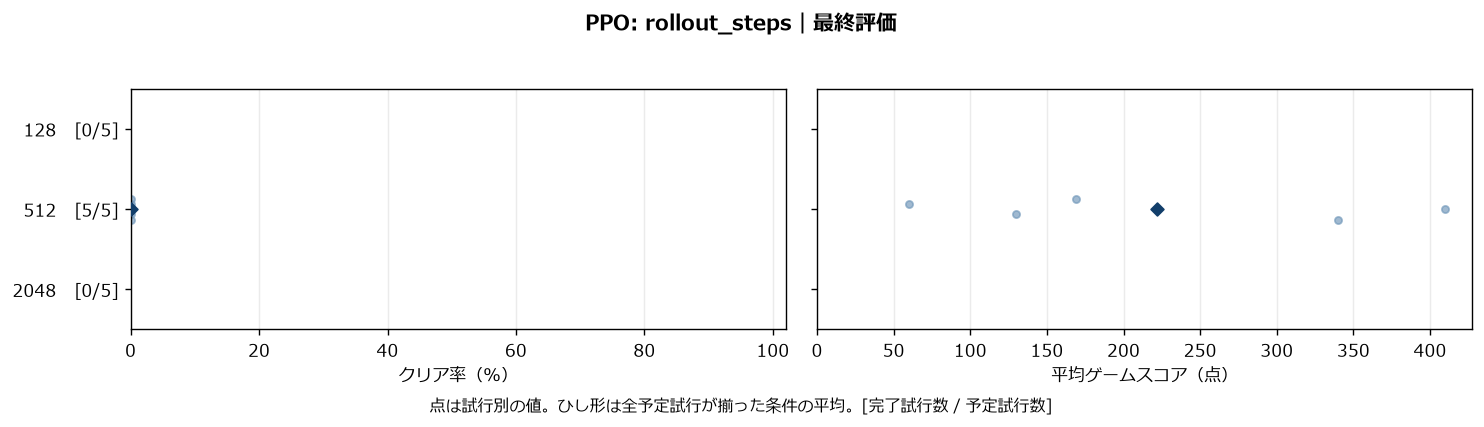 PPO: rollout_steps｜最終評価
128 [0/5]
512 [5/5]
2048 [0/5]
0 20 40 60 80 100
クリア率（%）
0 50 100 150 200 250 300 350 400
平均ゲームスコア（点）
点は試行別の値。ひし形は全予定試行が揃った条件の平均。[完了試行数 / 予定試行数]